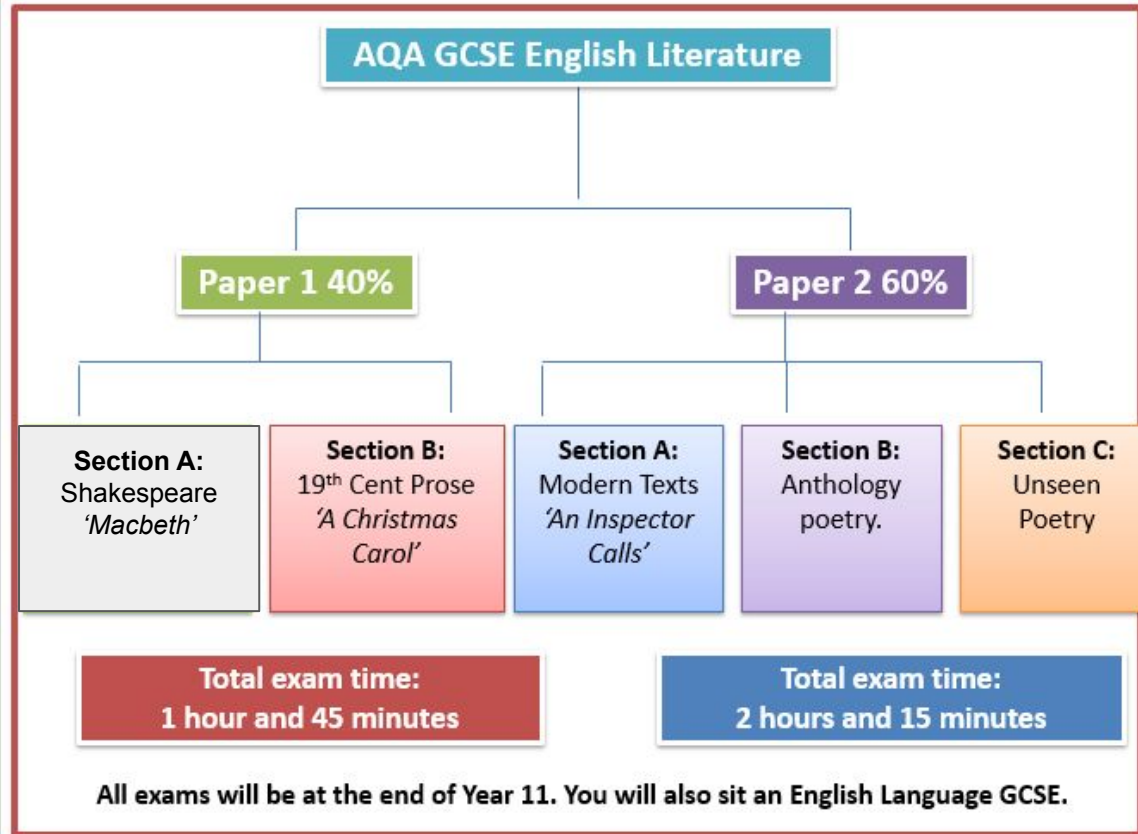 AQA GCSE English Literature
Paper 1 40%
Paper 2 60%
Section A:
Shakespeare
‘Macbeth’
Section B:
19th Cent Prose
‘A Christmas
Carol’
Section A:
Modern Texts
‘An Inspector
Calls’
Section B:
Anthology
poetry.
Section C:
Unseen
Poetry
Total exam time:
1 hour and 45 minutes
Total exam time:
2 hours and 15 minutes
All exams will be at the end of Year 11. You will also sit an English Language GCSE.